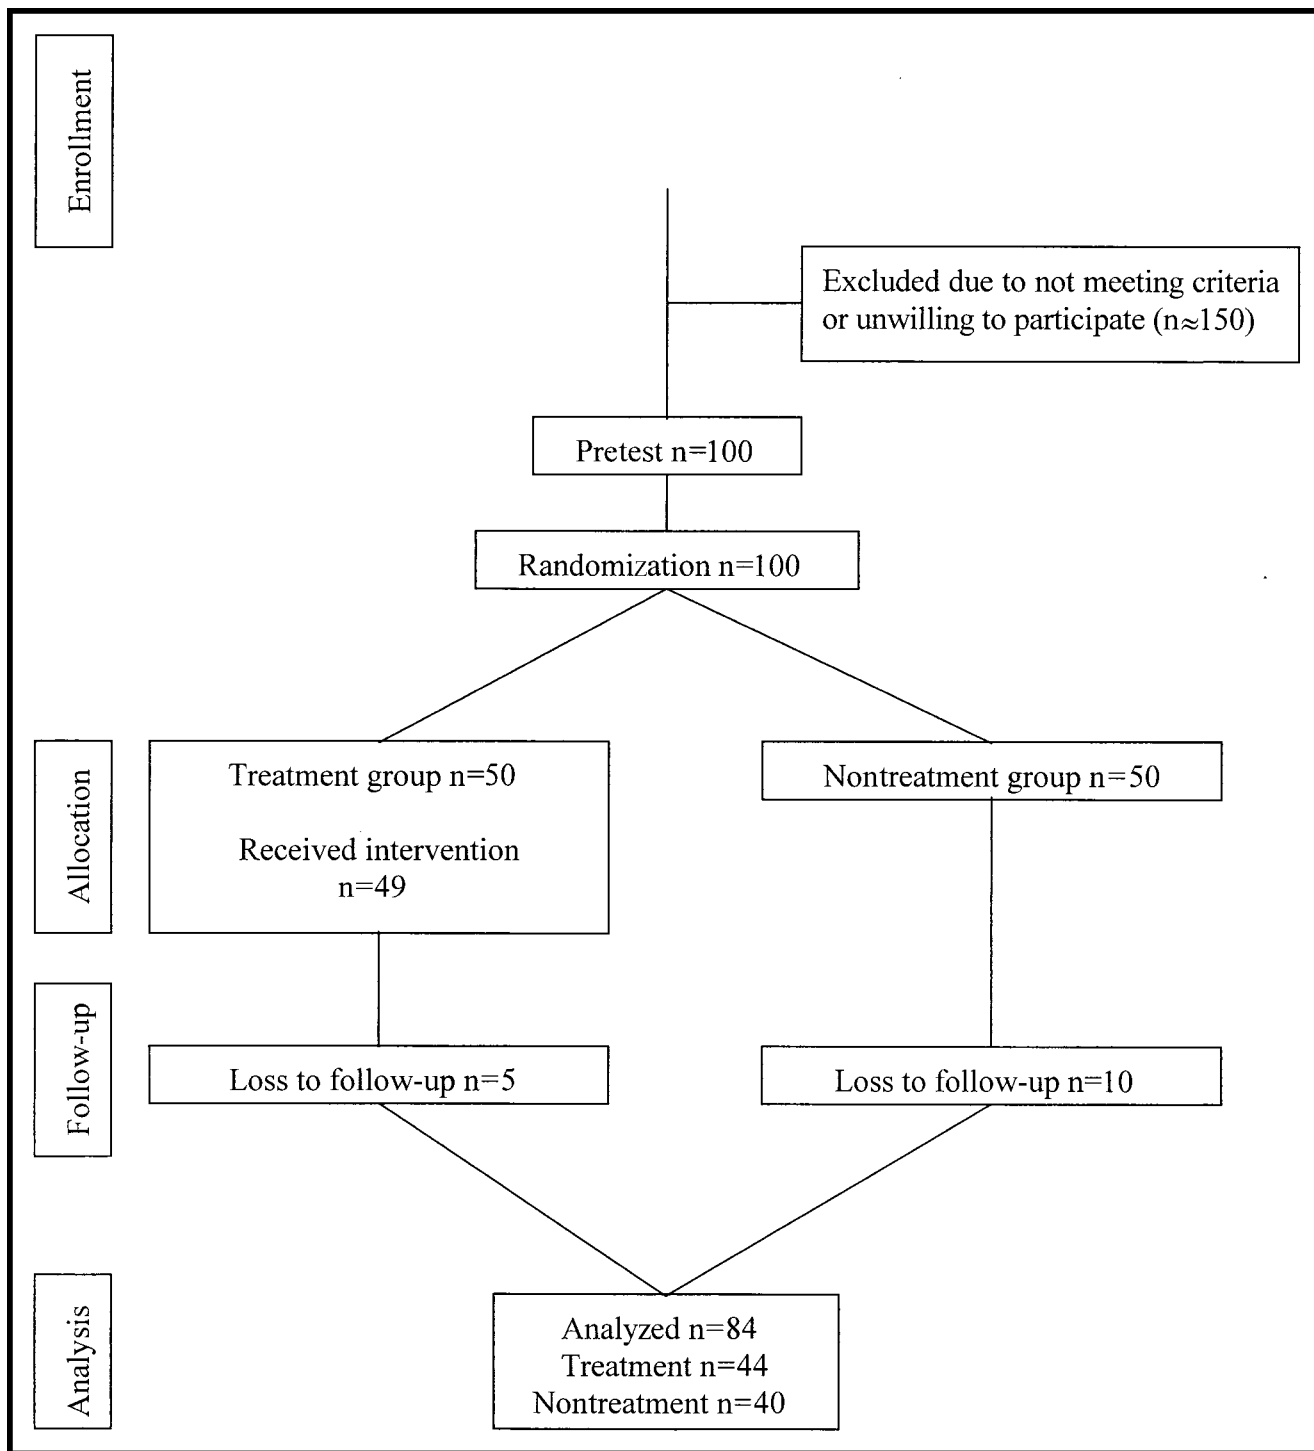 Enrollment
Excluded due to not meeting criteria
or unwilling to participate (n≈150)
Pretest n=100
Randomization n=100
Allocation
Treatment group n=50
Received intervention
n=49
Nontreatment group n=50
Follow-up
Loss to follow-up n=5
Loss to follow-up n=10
Analysis
Analyzed n=84
Treatment n=44
Nontreatment n=40